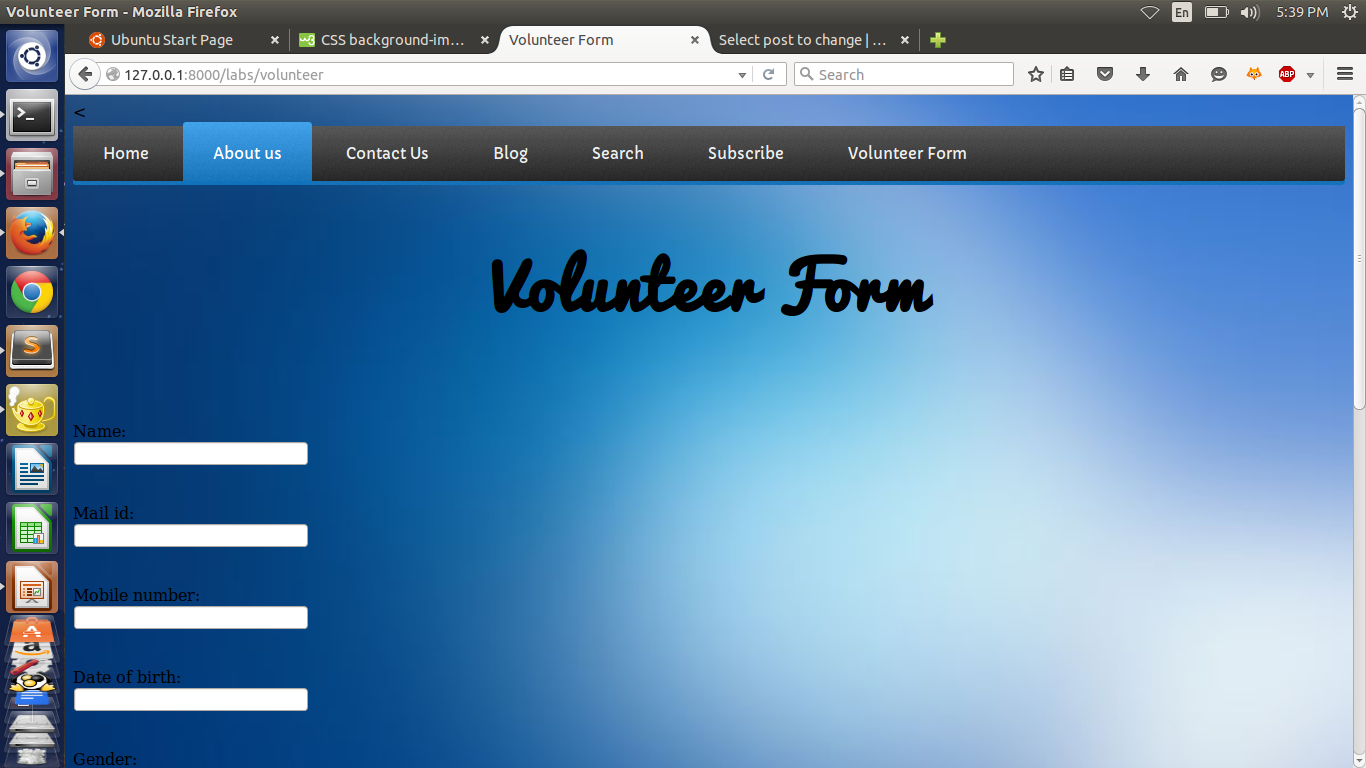 Volunteer Form - Mozilla Firefox
En
5:39 PM
Ubuntu Start Page
CSS background-im...
Volunteer Form
Select post to change | ...
127.0.0.1:8000/labs/volunteer
Search
ABP
<
Home
About us
Contact Us
Blog
Search
Subscribe
Volunteer Form
Volunteer Form
Name:
Mail id:
Mobile number:
Date of birth:
Gender: